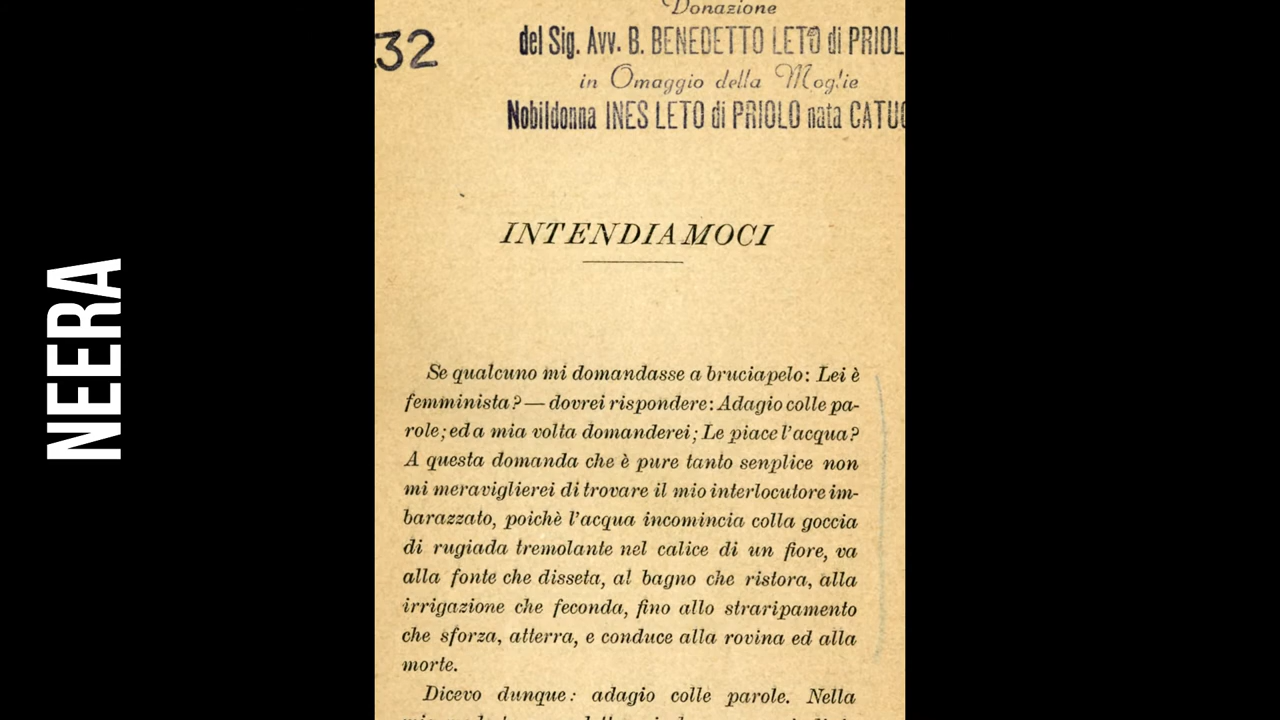 NEERA
32
Donazione
del Sig. Avv. B. BENEDETTO LETO di PRIOL
in Omaggio della Moglie
Nobildonna INES LETO di PRIOLO nata CATUO
INTENDIAMOCI
Se qualcuno mi domandasse a bruciapelo: Lei è
femminista? — dovrei rispondere: Adagio colle pa-
role; ed a mia volta domanderei; Le piace l'acqua?
A questa domanda che è pure tanto senplice non
mi meraviglierei di trovare il mio interlocutore im-
barazzato, poichè l'acqua incomincia colla goccia
di rugiada tremolante nel calice di un fiore, va
alla fonte che disseta, al bagno che ristora, alla
irrigazione che feconda, fino allo straripamento
che sforza, atterra, e conduce alla rovina ed alla
morte.
Dicevo dunque: adagio colle parole. Nella